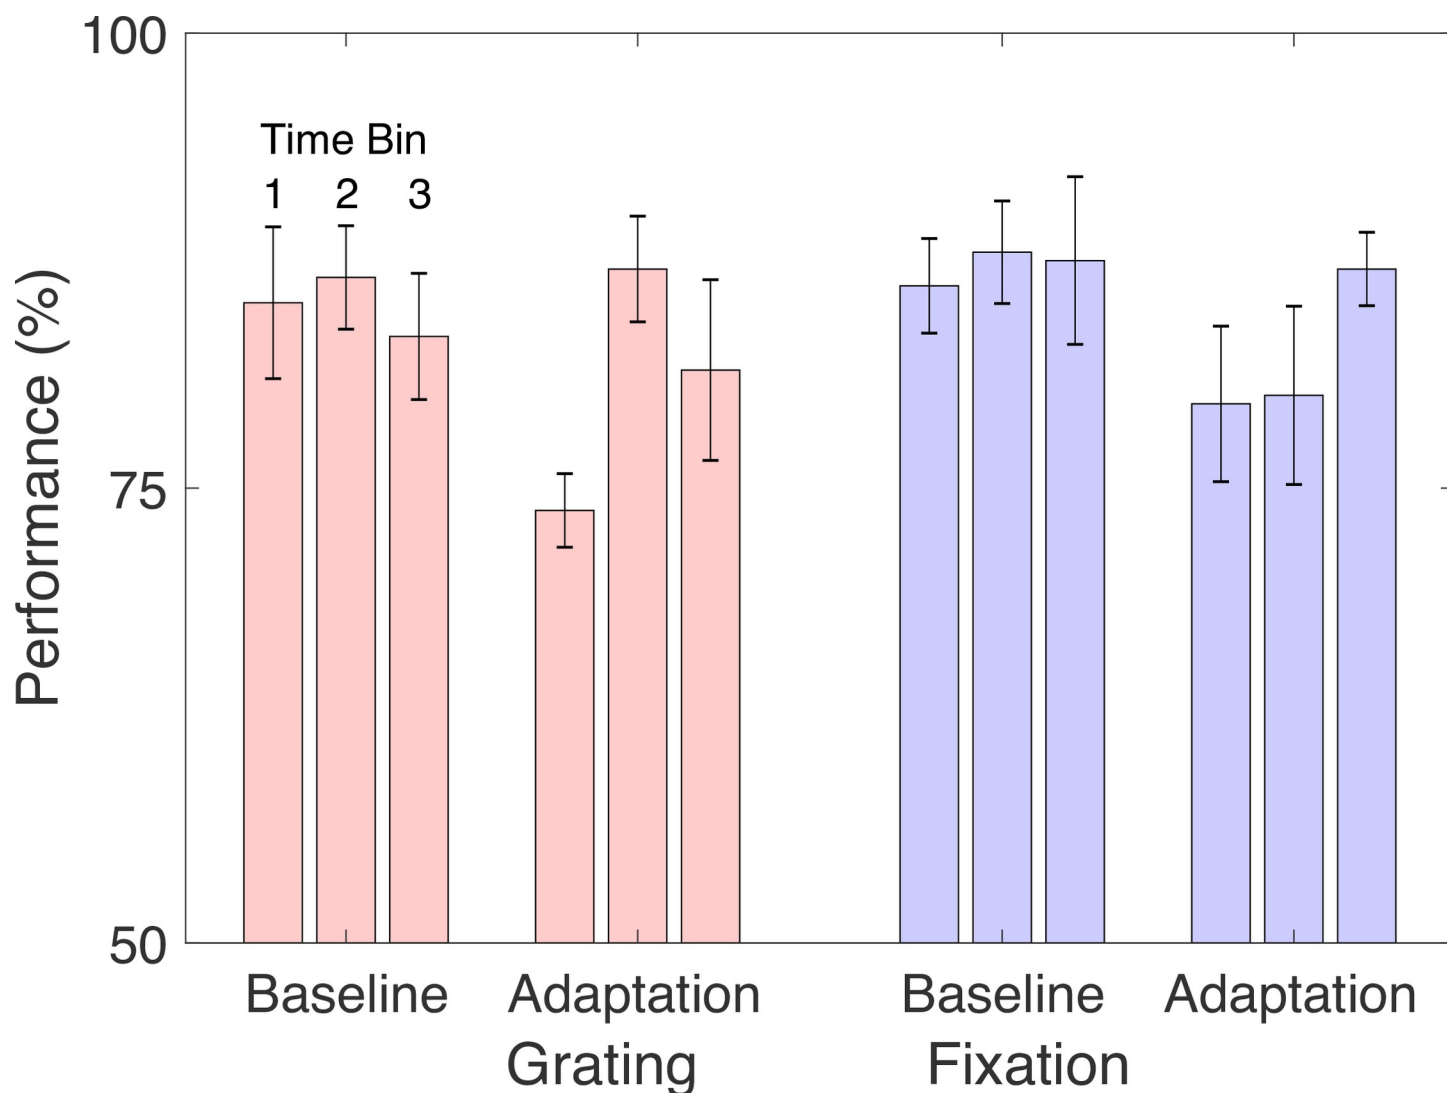 100
75
50
Performance (%)
Time Bin
1 2 3
Baseline Adaptation Baseline Adaptation
Grating Fixation